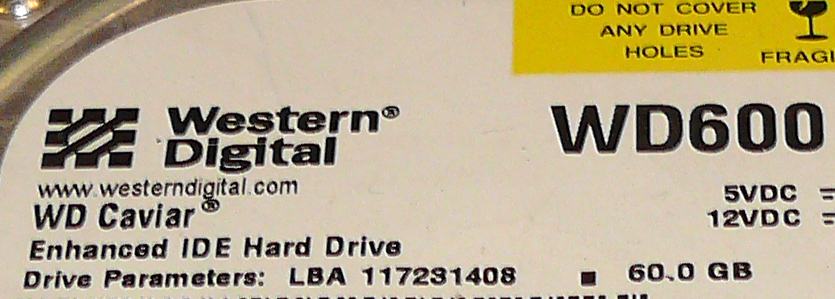 DO NOT COVER
ANY DRIVE
HOLES
Western®
Digital
WD600
www.westerndigital.com
WD Caviar®
5VDC =
12VDC =
Enhanced IDE Hard Drive
Drive Parameters: LBA 117231408 ■ 60.0 GB